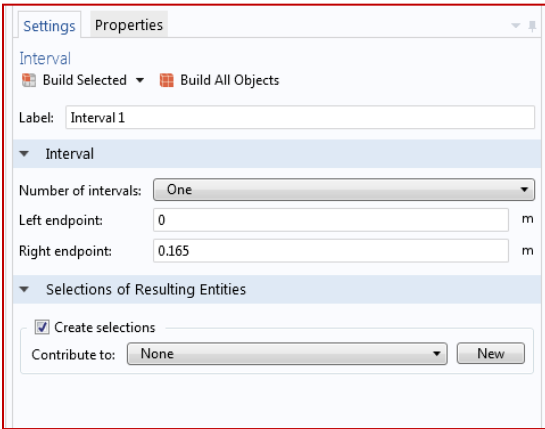 Settings Properties
Interval
Build Selected Build All Objects
Label: Interval 1
Interval
Number of intervals: One
Left endpoint: 0 m
Right endpoint: 0.165 m
Selections of Resulting Entities
Create selections
Contribute to: None New